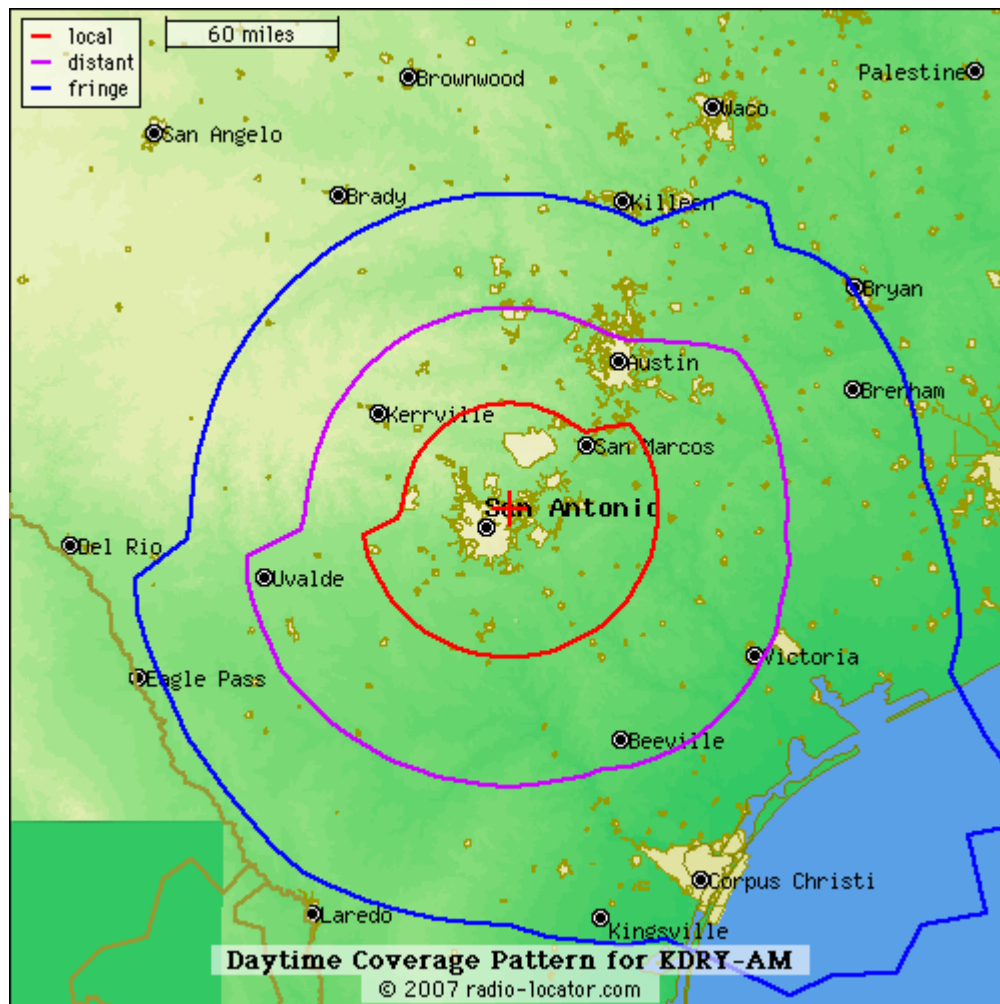 local
distant
fringe
60 miles
Brownwood
Palestine
Waco
San Angelo
Brady
Killeen
Bryan
Austin
Brenham
Kerrville
San Marcos
San Antonio
Del Rio
Uvalde
Victoria
Eagle Pass
Beeville
Corpus Christi
Laredo
Kingsville
Daytime Coverage Pattern for KDRY-AM
© 2007 radio-locator.com